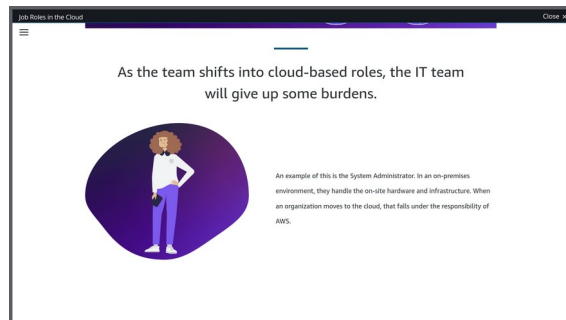 Job Roles in the Cloud
Close x
As the team shifts into cloud-based roles, the IT team
will give up some burdens.
An example of this is the System Administrator. In an on-premises
environment, they handle the on-site hardware and infrastructure. When
an organization moves to the cloud, that falls under the responsibility of
AWS.